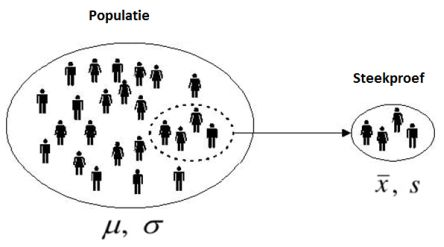 Populatie
Steekproef
x̄, s
μ, σ